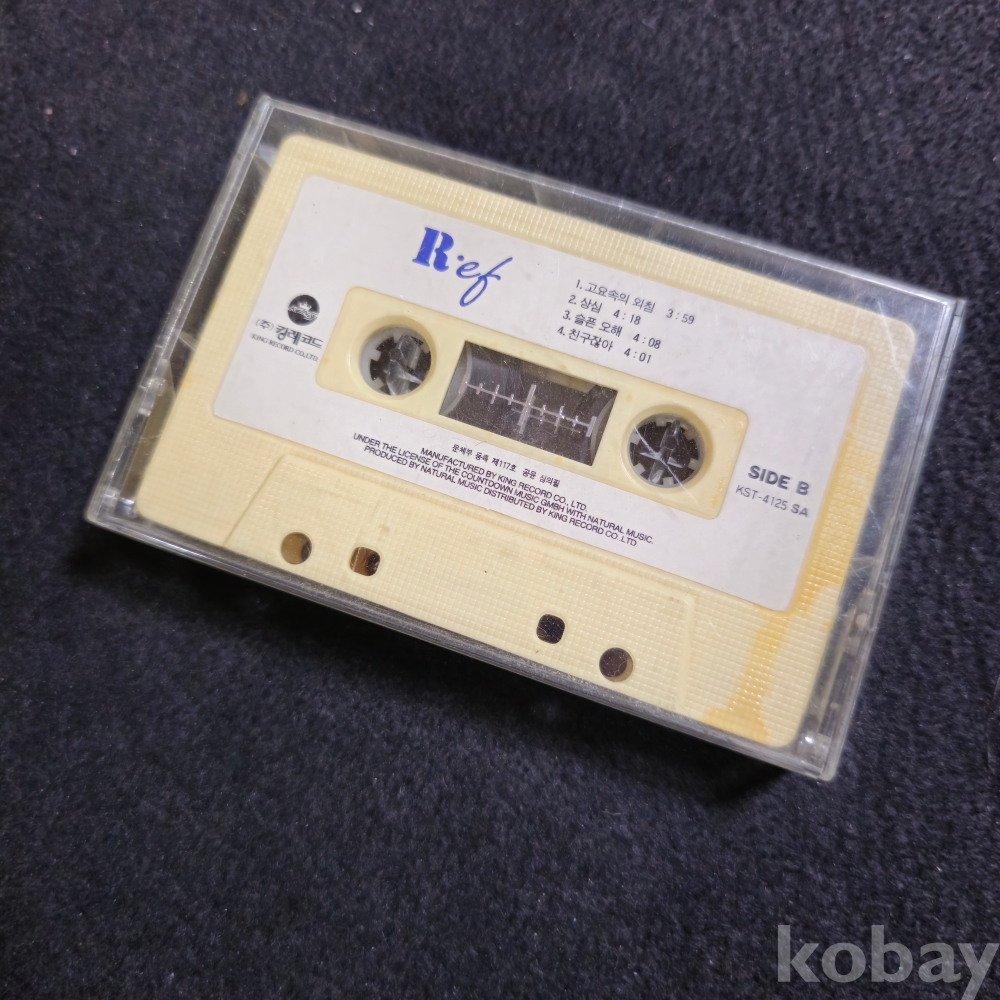 R·ef
1. 고요속의 외침 3:59
2. 상심 4:18
3. 슬픈 오해 4:08
4. 친구잖아 4:01
(주) 킹레코드
KING RECORD CO., LTD
SIDE B
KST-4125 SA
문체부 등록 제117호 공윤 심의필
MANUFACTURED BY KING RECORD CO., LTD
UNDER THE LICENSE OF THE COUNTDOWN MUSIC GMBH WITH NATURAL MUSIC.
PRODUCED BY NATURAL MUSIC DISTRIBUTED BY KING RECORD CO., LTD
kobay